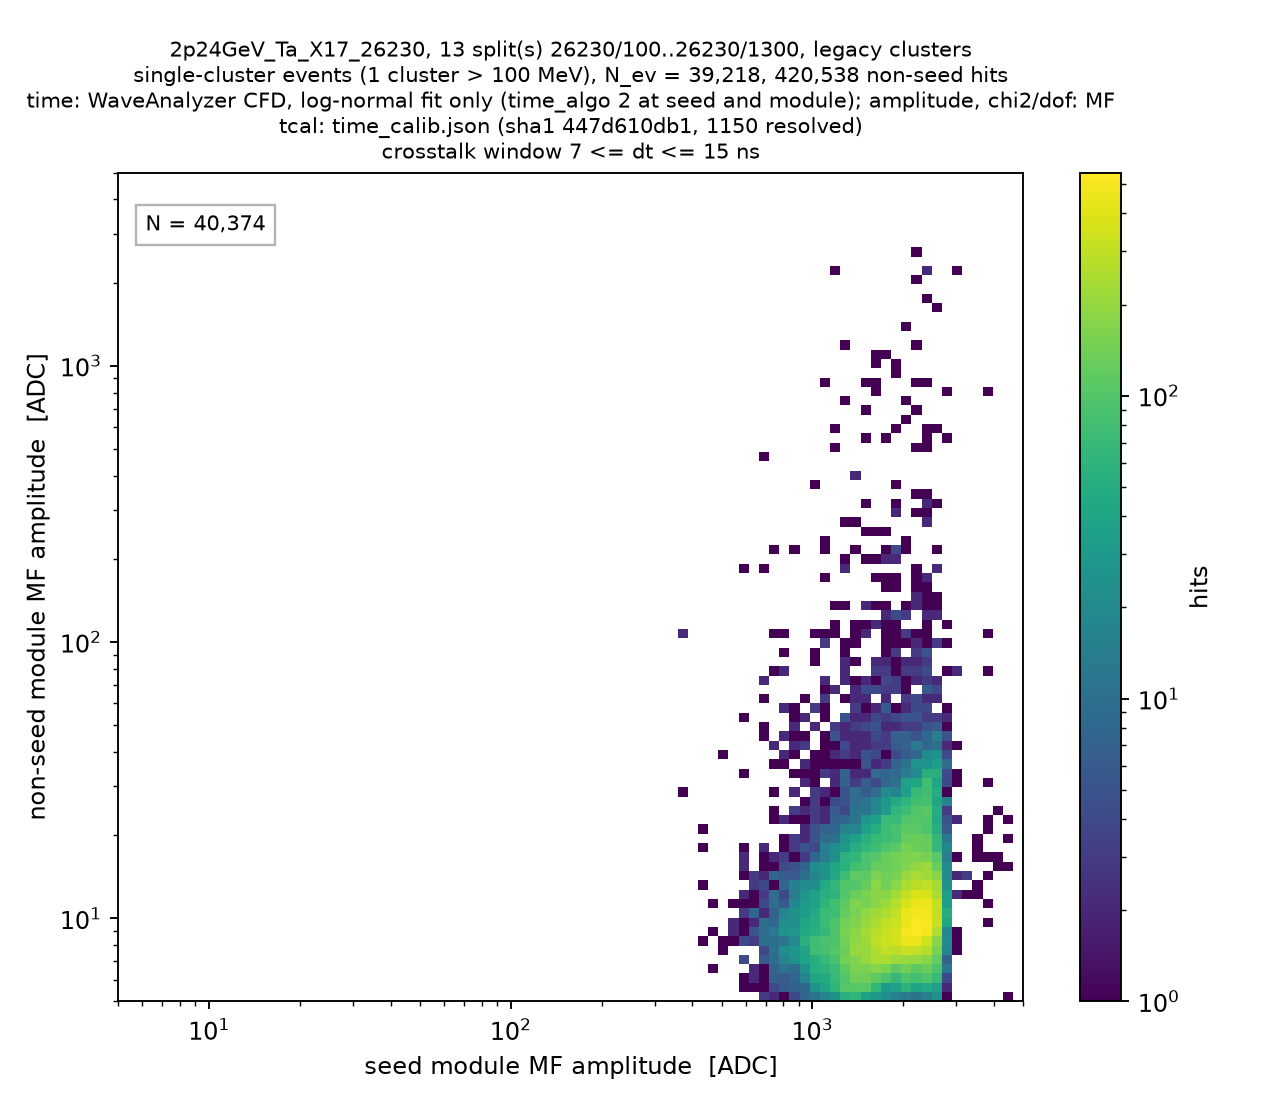 2p24GeV_Ta_X17_26230, 13 split(s) 26230/100..26230/1300, legacy clusters
single-cluster events (1 cluster > 100 MeV), N_ev = 39,218, 420,538 non-seed hits
time: WaveAnalyzer CFD, log-normal fit only (time_algo 2 at seed and module); amplitude, chi2/dof: MF
tcal: time_calib.json (sha1 447d610db1, 1150 resolved)
crosstalk window 7 <= dt <= 15 ns
N = 40,374
non-seed module MF amplitude [ADC]
10³
10²
10¹
10¹
10²
10³
seed module MF amplitude [ADC]
10²
10¹
10⁰
hits